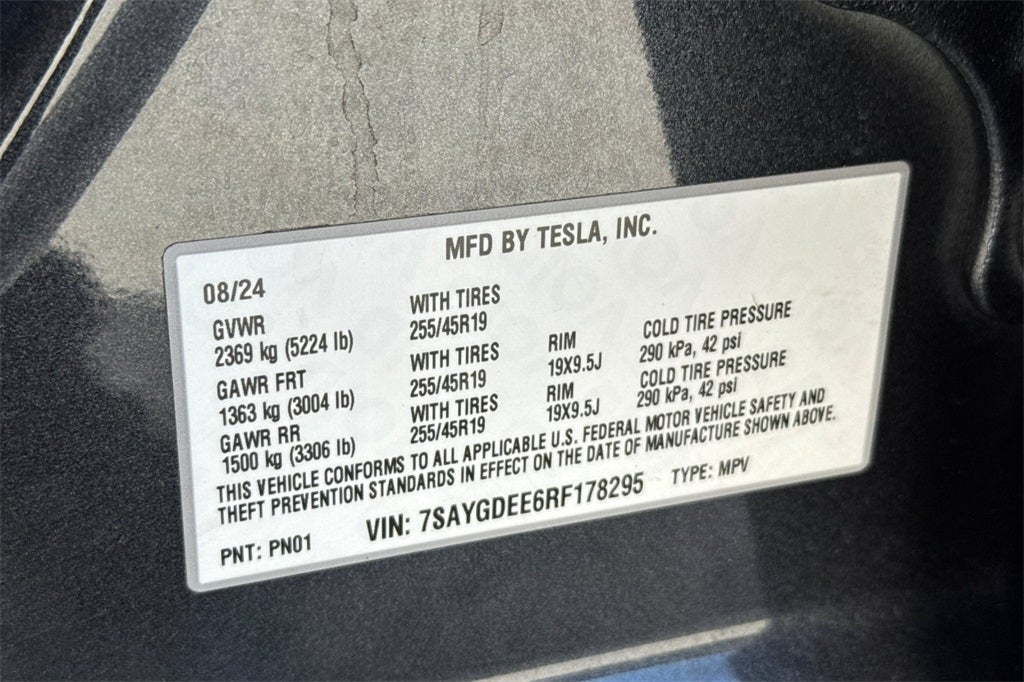 MFD BY TESLA, INC.
08/24
GVWR WITH TIRES
2369 kg (5224 lb) 255/45R19
GAWR FRT WITH TIRES RIM COLD TIRE PRESSURE
1363 kg (3004 lb) 255/45R19 19X9.5J 290 kPa, 42 psi
GAWR RR WITH TIRES RIM COLD TIRE PRESSURE
1500 kg (3306 lb) 255/45R19 19X9.5J 290 kPa, 42 psi
THIS VEHICLE CONFORMS TO ALL APPLICABLE U.S. FEDERAL MOTOR VEHICLE SAFETY AND
THEFT PREVENTION STANDARDS IN EFFECT ON THE DATE OF MANUFACTURE SHOWN ABOVE.
PNT: PN01 VIN: 7SAYGDEE6RF178295 TYPE: MPV